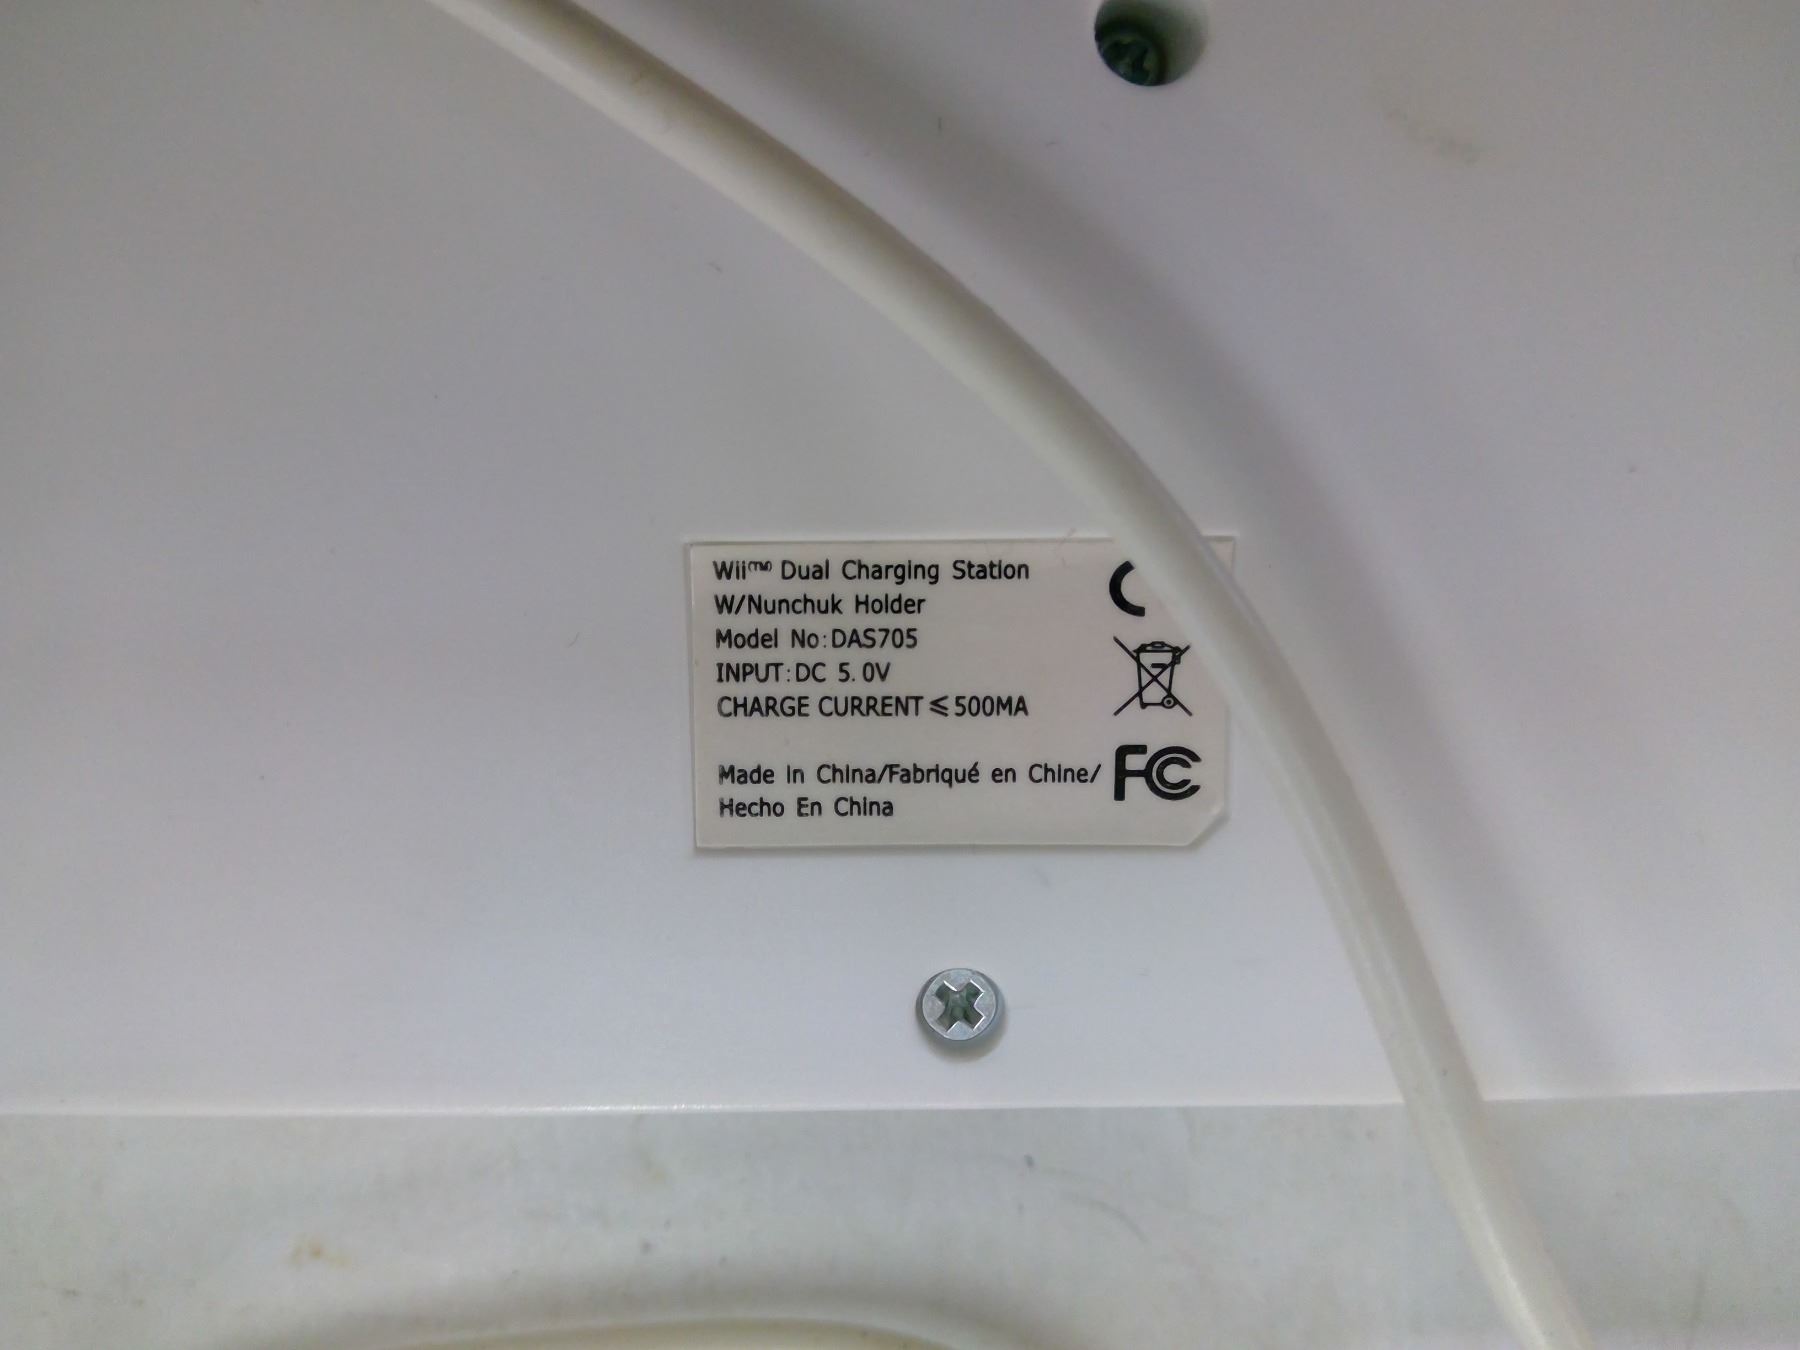 Wii™ Dual Charging Station
W/Nunchuk Holder
Model No:DAS705
INPUT:DC 5.0V
CHARGE CURRENT⩽500MA
Made In China/Fabriqué en Chine/
Hecho En China
FC